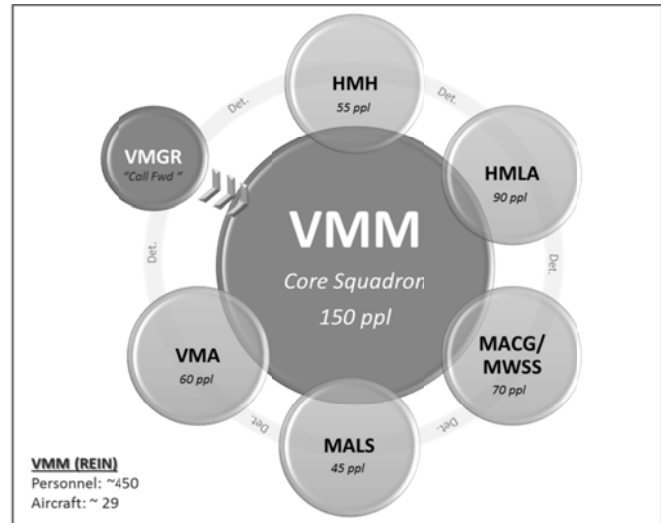 HMH
55 ppl
Det.
Det.
VMGR
"Call Fwd "
HMLA
90 ppl
VMM
Core Squadron
150 ppl
Det.
Det.
VMA
60 ppl
MACG/
MWSS
70 ppl
Det.
Det.
MALS
45 ppl
VMM (REIN)
Personnel: ~450
Aircraft: ~ 29